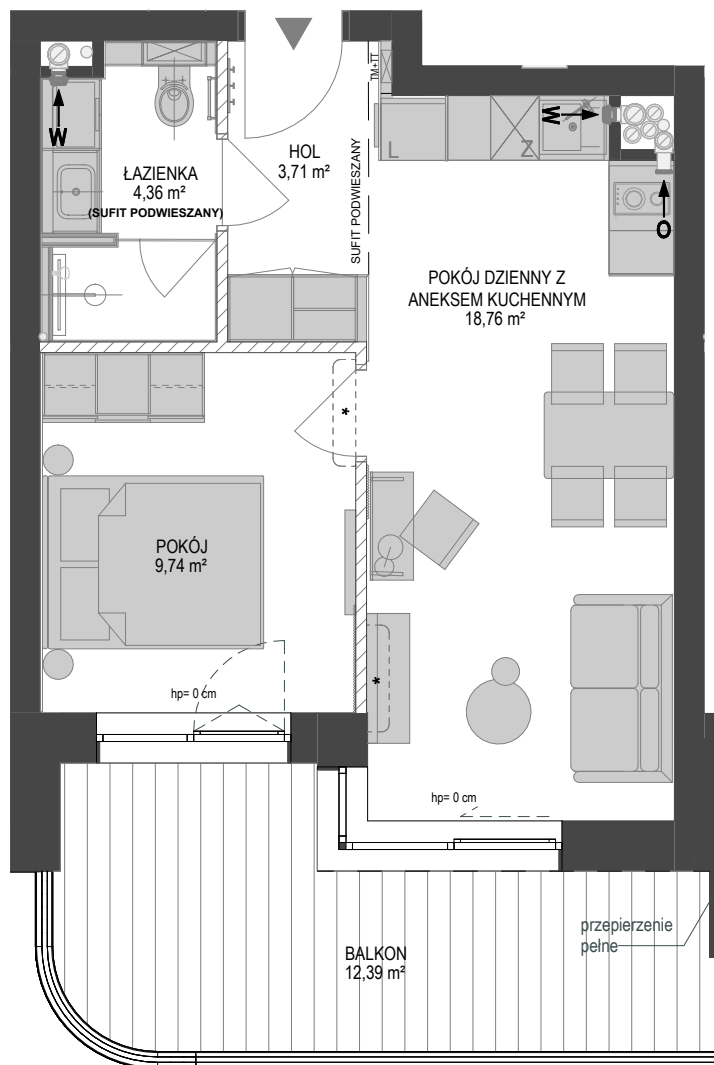 TM+TT
W
W
HOL
3,71 m²
ŁAZIENKA
4,36 m²
(SUFIT PODWIESZANY)
SUFIT PODWIESZANY
L
Z
O
POKÓJ DZIENNY Z
ANEKSEM KUCHENNYM
18,76 m²
*
POKÓJ
9,74 m²
*
hp= 0 cm
hp= 0 cm
przepierzenie
pełne
BALKON
12,39 m²